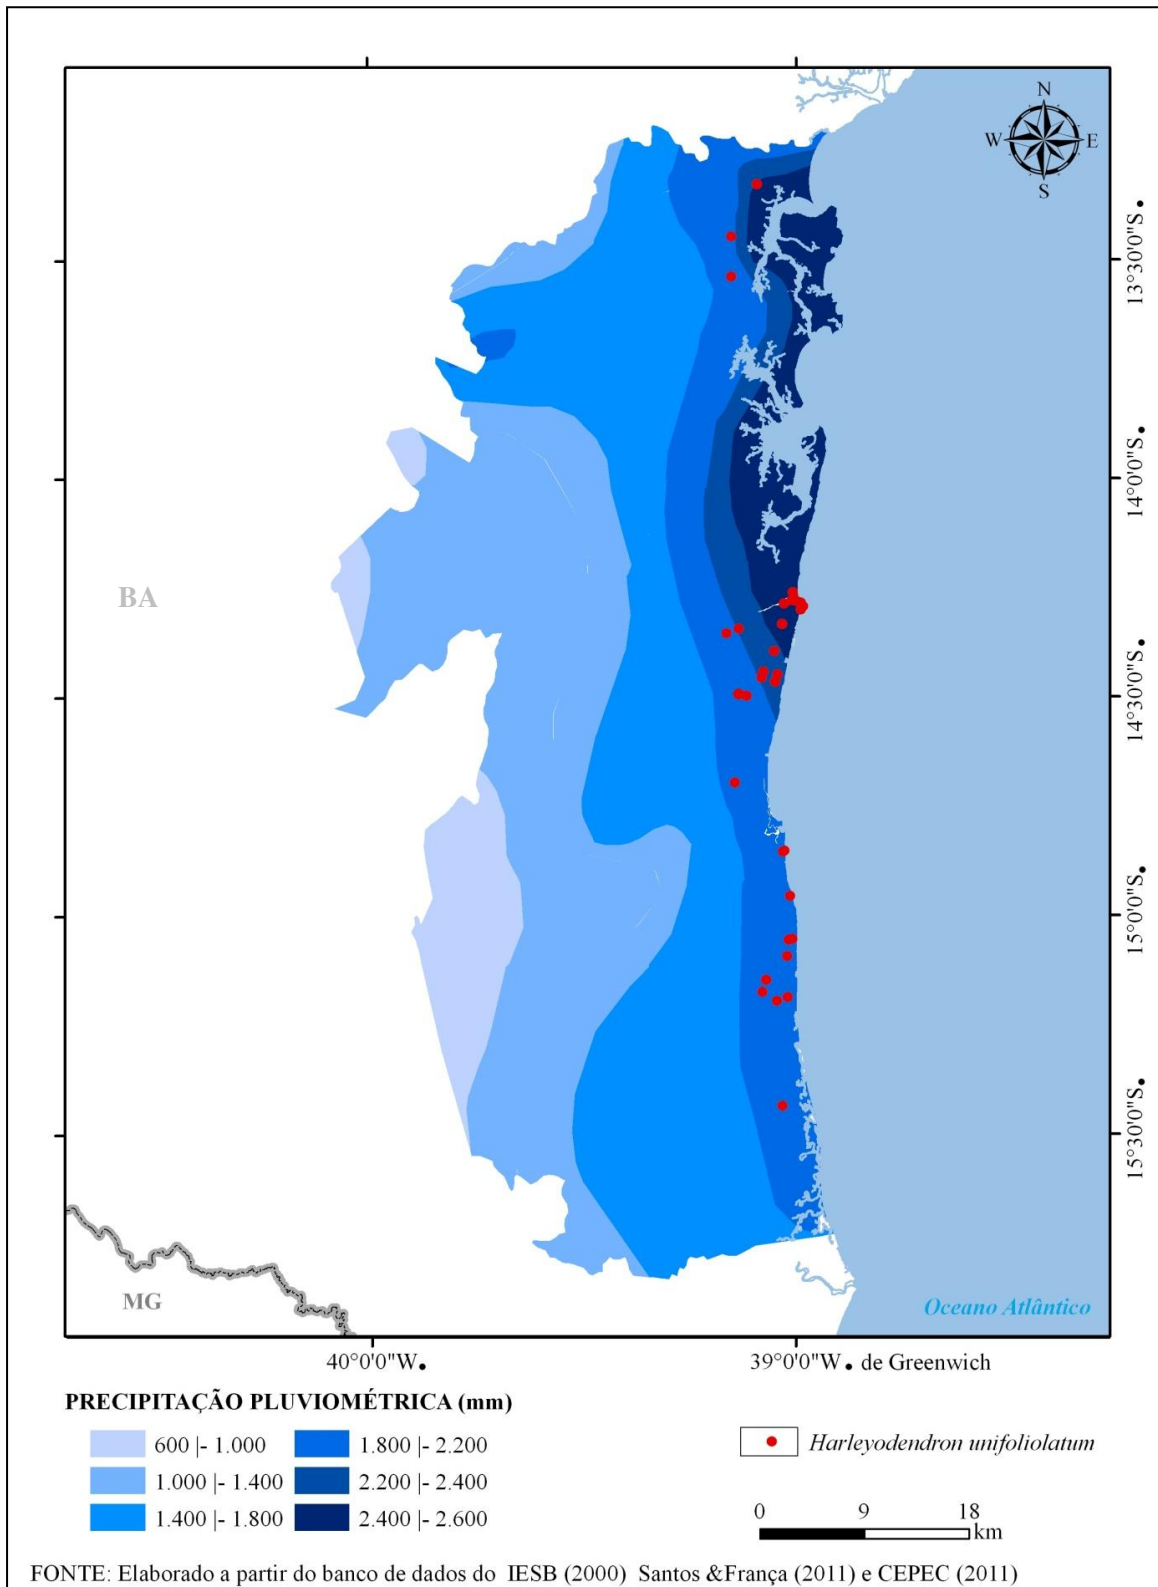 N
W E
S
13°30'0"S.
14°0'0"S.
BA
14°30'0"S.
15°0'0"S.
15°30'0"S.
MG
Oceano Atlântico
40°0'0"W. 39°0'0"W. de Greenwich
PRECIPITAÇÃO PLUVIOMÉTRICA (mm)
600 |- 1.000 1.800 |- 2.200
1.000 |- 1.400 2.200 |- 2.400
1.400 |- 1.800 2.400 |- 2.600
Harleyodendron unifoliolatum
0 9 18
km
FONTE: Elaborado a partir do banco de dados do IESB (2000) Santos &França (2011) e CEPEC (2011)